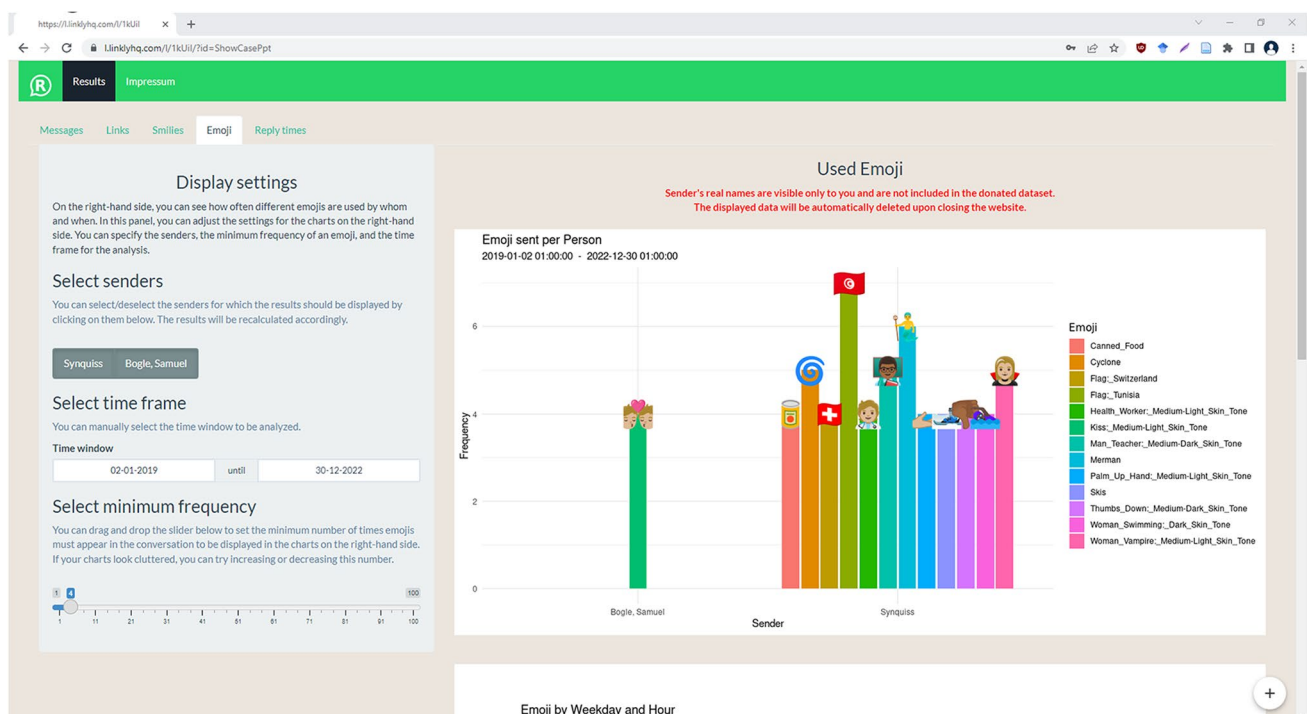 https://l.linklyhq.com/l/1kUil
l.linklyhq.com/l/1kUil/?id=ShowCasePpt
R Results Impressum
Messages Links Smilies Emoji Reply times
Display settings
On the right-hand side, you can see how often different emojis are used by whom
and when. In this panel, you can adjust the settings for the charts on the right-hand
side. You can specify the senders, the minimum frequency of an emoji, and the time
frame for the analysis.
Select senders
You can select/deselect the senders for which the results should be displayed by
clicking on them below. The results will be recalculated accordingly.
Synquiss Bogle, Samuel
Select time frame
You can manually select the time window to be analyzed.
Time window
02-01-2019 until 30-12-2022
Select minimum frequency
You can drag and drop the slider below to set the minimum number of times emojis
must appear in the conversation to be displayed in the charts on the right-hand side.
If your charts look cluttered, you can try increasing or decreasing this number.
1 4 100
1 11 21 31 41 51 61 71 81 91 100
Used Emoji
Sender's real names are visible only to you and are not included in the donated dataset.
The displayed data will be automatically deleted upon closing the website.
Emoji sent per Person
2019-01-02 01:00:00 - 2022-12-30 01:00:00
Frequency
6
4
2
0
Bogle, Samuel Synquiss
Sender
Emoji
Canned_Food
Cyclone
Flag:_Switzerland
Flag:_Tunisia
Health_Worker:_Medium-Light_Skin_Tone
Kiss:_Medium-Light_Skin_Tone
Man_Teacher:_Medium-Dark_Skin_Tone
Merman
Palm_Up_Hand:_Medium-Light_Skin_Tone
Skis
Thumbs_Down:_Medium-Dark_Skin_Tone
Woman_Swimming:_Dark_Skin_Tone
Woman_Vampire:_Medium-Light_Skin_Tone
Emoji by Weekday and Hour